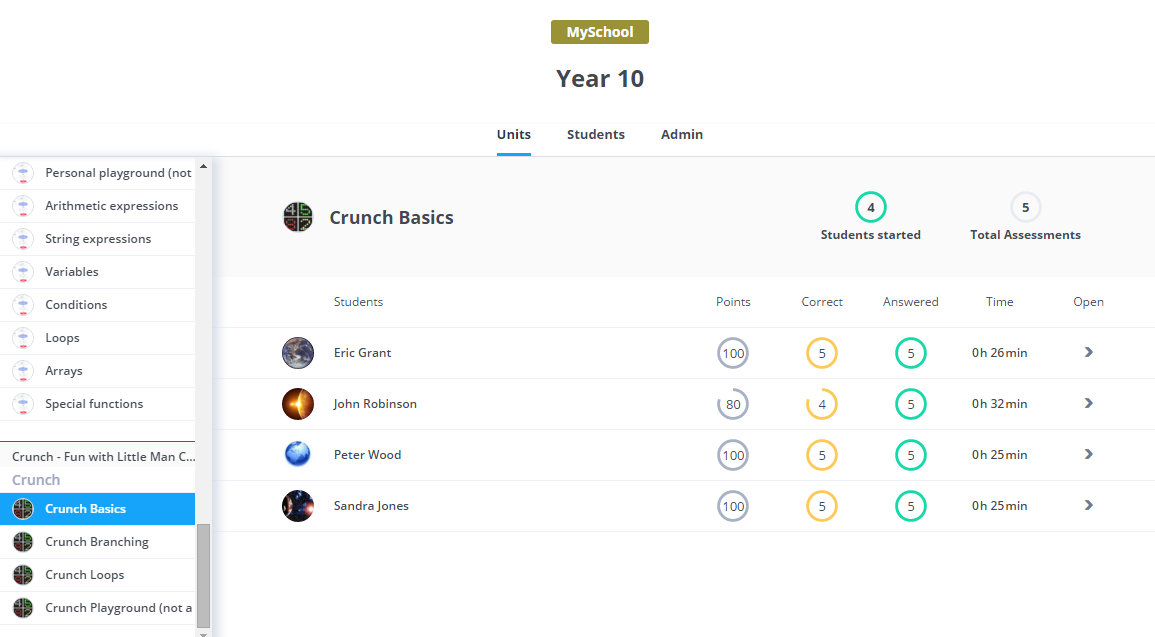 MySchool
Year 10
Units Students Admin
Personal playground (not
Arithmetic expressions
String expressions
Variables
Conditions
Loops
Arrays
Special functions
Crunch - Fun with Little Man C...
Crunch
Crunch Basics
Crunch Branching
Crunch Loops
Crunch Playground (not a
Crunch Basics
4
Students started
5
Total Assessments
Students Points Correct Answered Time Open
Eric Grant 100 5 5 0h 26min
John Robinson 80 4 5 0h 32min
Peter Wood 100 5 5 0h 25min
Sandra Jones 100 5 5 0h 25min